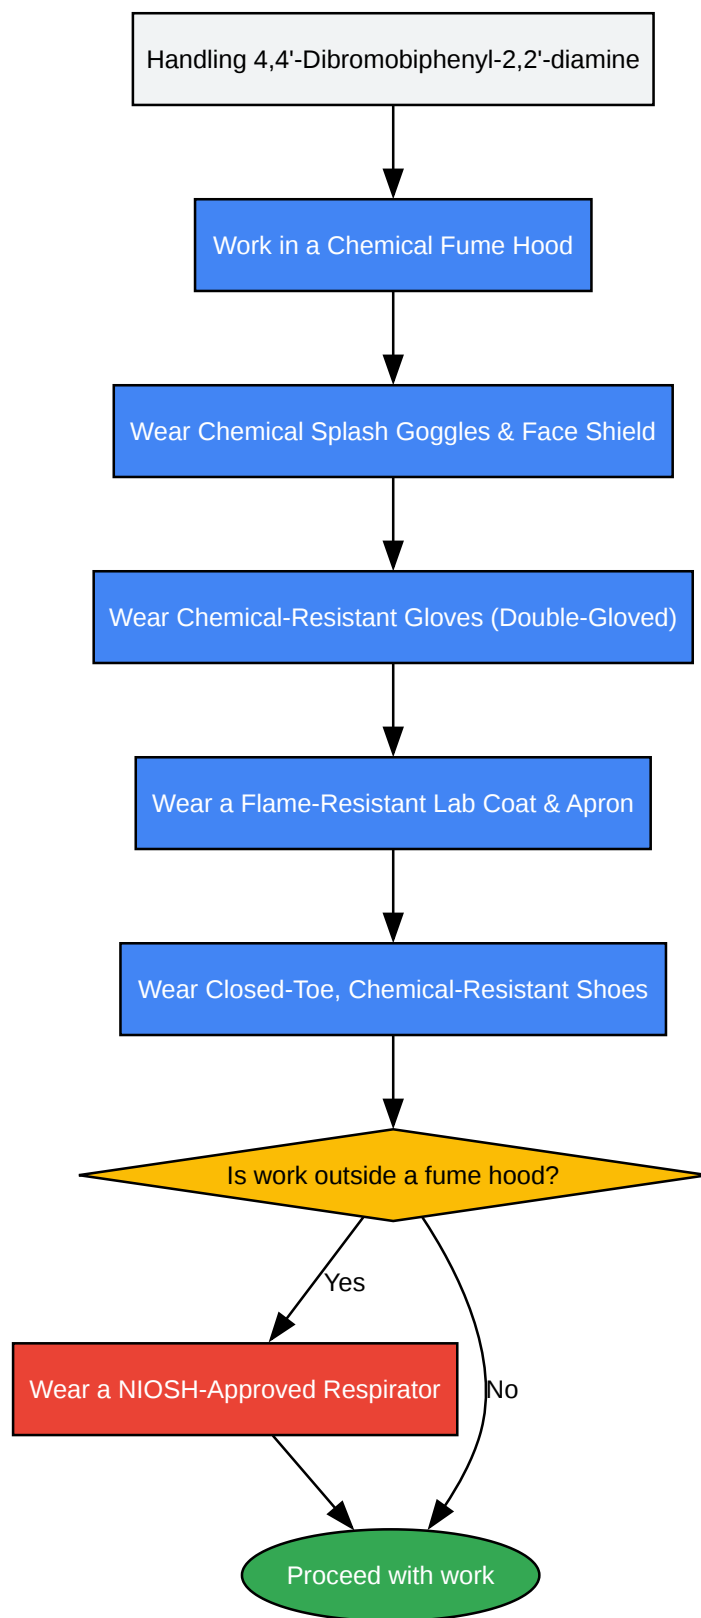 Handling 4,4'-Dibromobiphenyl-2,2'-diamine
Work in a Chemical Fume Hood
Wear Chemical Splash Goggles & Face Shield
Wear Chemical-Resistant Gloves (Double-Gloved)
Wear a Flame-Resistant Lab Coat & Apron
Wear Closed-Toe, Chemical-Resistant Shoes
Is work outside a fume hood?
Yes
Wear a NIOSH-Approved Respirator
No
Proceed with work